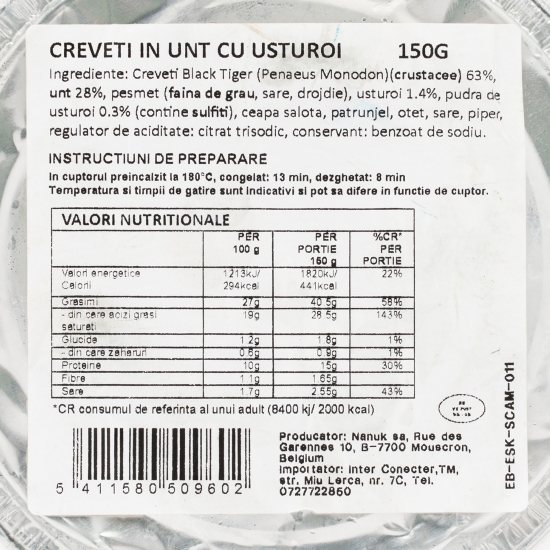 CREVETI IN UNT CU USTUROI 150G
Ingrediente: Creveti Black Tiger (Penaeus Monodon)(crustacee) 63%,
unt 28%, pesmet (faina de grau, sare, drojdie), usturoi 1.4%, pudra de
usturoi 0.3% (contine sulfiti), ceapa salota, patrunjel, otet, sare, piper,
regulator de aciditate: citrat trisodic, conservant: benzoat de sodiu.
INSTRUCTIUNI DE PREPARARE
In cuptorul preincalzit la 180°C, congelat: 13 min, dezghetat: 8 min
Temperatura si timpii de gatire sunt indicativi si pot sa difere in functie de cuptor.
VALORI NUTRITIONALE
PER 100 g PER PORTIE 150 g %CR* PER PORTIE
Valori energetice 1213kJ/ 1820kJ/ 22%
Calorii 294kcal 441kcal
Grasimi 27g 40.5g 58%
- din care acizi grasi saturati 19g 28.5g 143%
Glucide 1.2g 1.8g 1%
- din care zaharuri 0.6g 0.9g 1%
Proteine 10g 15g 30%
Fibre 1.1g 1.65g
Sare 1.7g 2.55g 43%
*CR consumul de referinta al unui adult (8400 kj/ 2000 kcal)
Producator: Nanuk sa, Rue des
Garennes 10, B-7700 Mouscron,
Belgium
Importator: Inter Conecter,TM,
str. Miu Lerca, nr. 7C, Tel.
0727722850
5 411580 509602
EB-ESK-SCAM-011